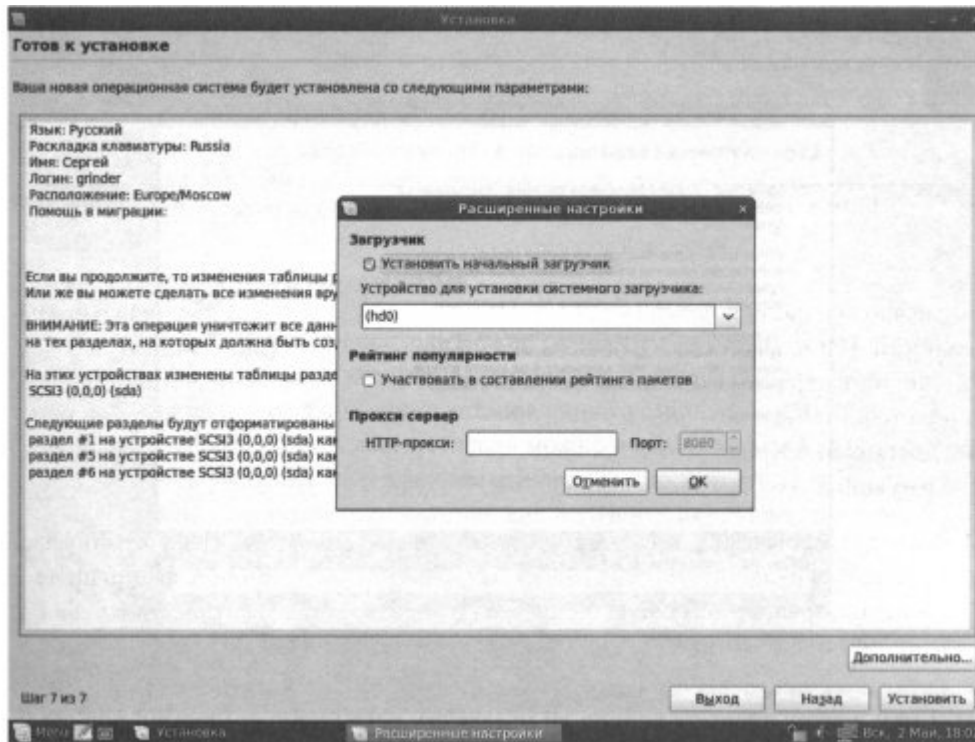 Установка
Готов к установке
Ваша новая операционная система будет установлена со следующими параметрами:
Язык: Русский
Раскладка клавиатуры: Russia
Имя: Сергей
Логин: grinder
Расположение: Europe/Moscow
Помощь в миграции:
Если вы продолжите, то изменения таблицы р
Или же вы можете сделать все изменения вру
ВНИМАНИЕ: Эта операция уничтожит все данн
на тех разделах, на которых должна быть соз
На этих устройствах изменены таблицы разде
SCSI3 (0,0,0) (sda)
Следующие разделы будут отформатированы
раздел #1 на устройстве SCSI3 (0,0,0) (sda) как
раздел #5 на устройстве SCSI3 (0,0,0) (sda) как
раздел #6 на устройстве SCSI3 (0,0,0) (sda) как
Расширенные настройки
Загрузчик
Установить начальный загрузчик
Устройство для установки системного загрузчика:
(hd0)
Рейтинг популярности
Участвовать в составлении рейтинга пакетов
Прокси сервер
HTTP-прокси: Порт: 8080
Отменить OK
Дополнительно...
Шаг 7 из 7 Выход Назад Установить
Menu Установка Расширенные настройки Вск, 2 Май, 18:0